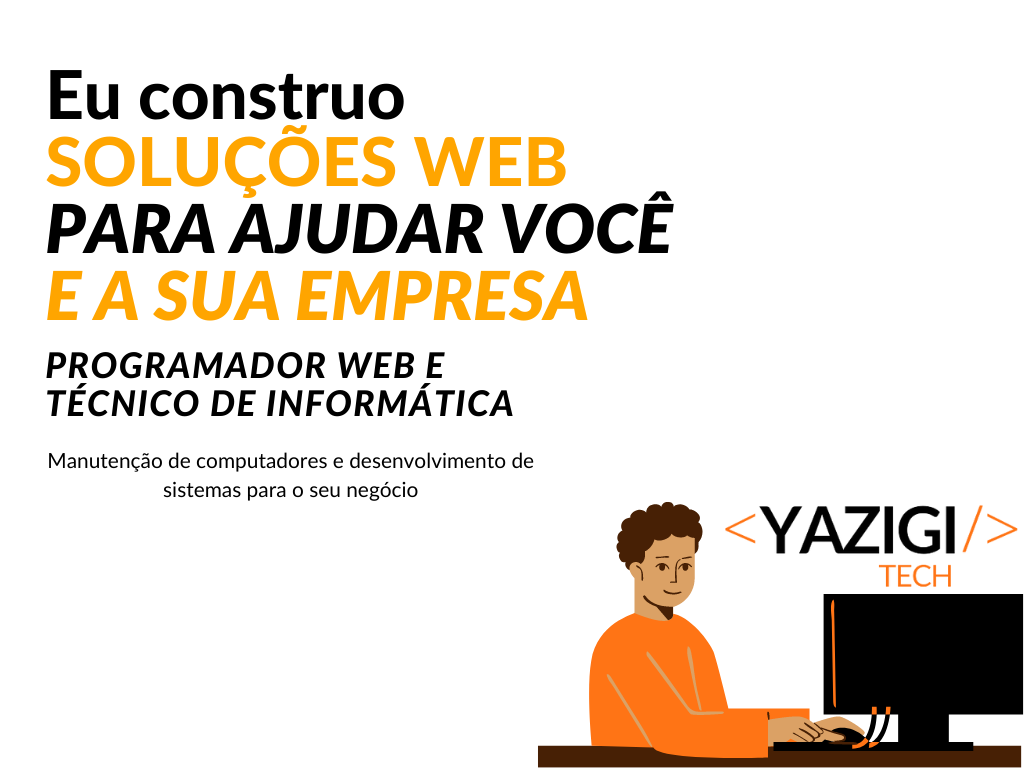 Eu construo
SOLUÇÕES WEB
PARA AJUDAR VOCÊ
E A SUA EMPRESA
PROGRAMADOR WEB E
TÉCNICO DE INFORMÁTICA
Manutenção de computadores e desenvolvimento de
sistemas para o seu negócio
<YAZIGI/>
TECH